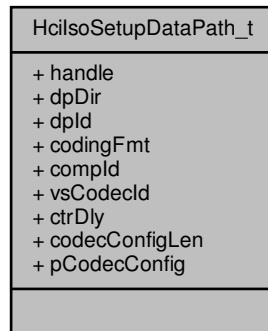 HciIsoSetupDataPath_t
+ handle
+ dpDir
+ dpId
+ codingFmt
+ compId
+ vsCodecId
+ ctrDly
+ codecConfigLen
+ pCodecConfig